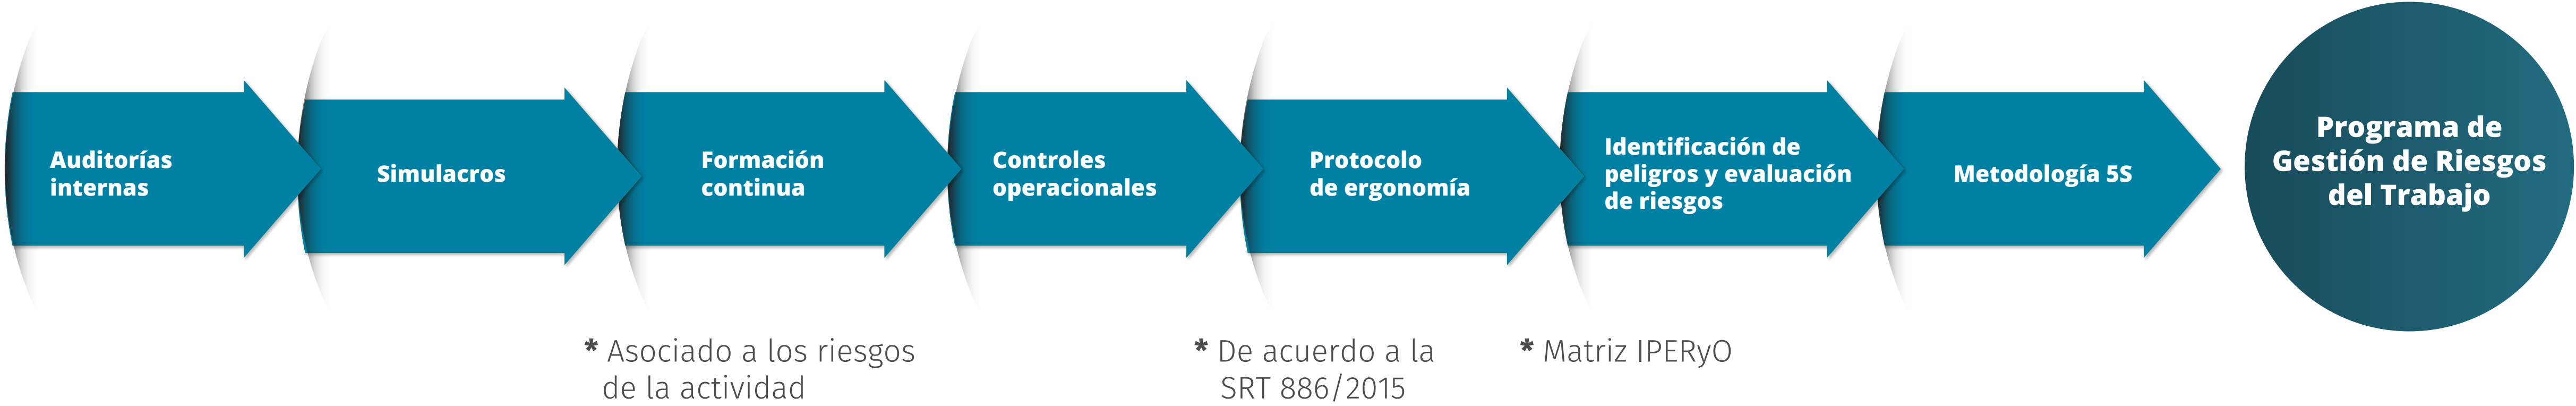 Auditorías
internas
Simulacros
Formación
continua
Controles
operacionales
Protocolo
de ergonomía
Identificación de
peligros y evaluación
de riesgos
Metodología 5S
Programa de
Gestión de Riesgos
del Trabajo
* Asociado a los riesgos
de la actividad
* De acuerdo a la
SRT 886/2015
* Matriz IPERyO